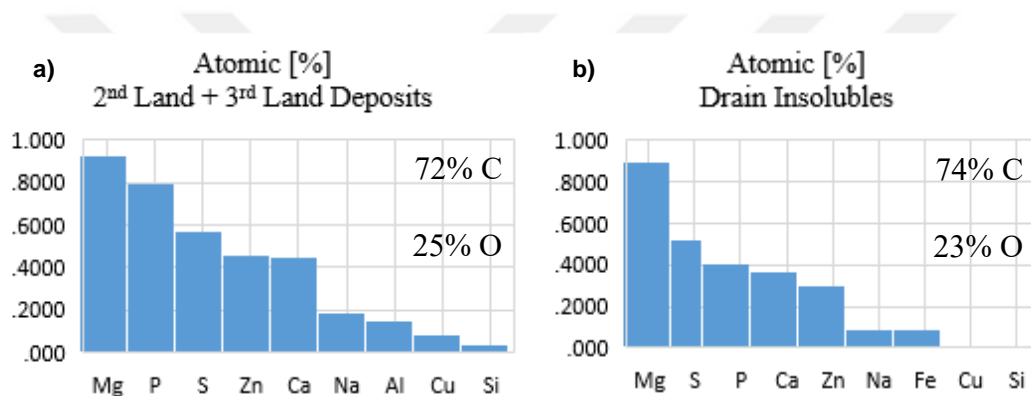 a)
Atomic [%]
2nd Land + 3rd Land Deposits
1.000
.8000
.6000
.4000
.2000
.000
72% C
25% O
Mg P S Zn Ca Na Al Cu Si
b)
Atomic [%]
Drain Insolubles
1.000
.8000
.6000
.4000
.2000
.000
74% C
23% O
Mg S P Ca Zn Na Fe Cu Si